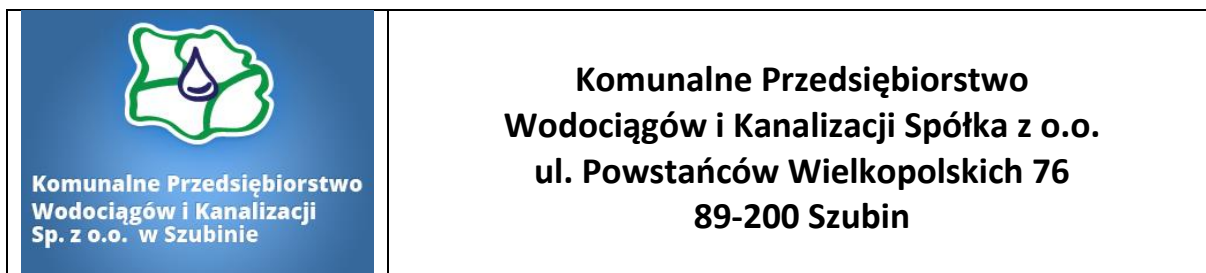 Komunalne Przedsiębiorstwo
Wodociągów i Kanalizacji
Sp. z o.o. w Szubinie
Komunalne Przedsiębiorstwo
Wodociągów i Kanalizacji Spółka z o.o.
ul. Powstańców Wielkopolskich 76
89-200 Szubin